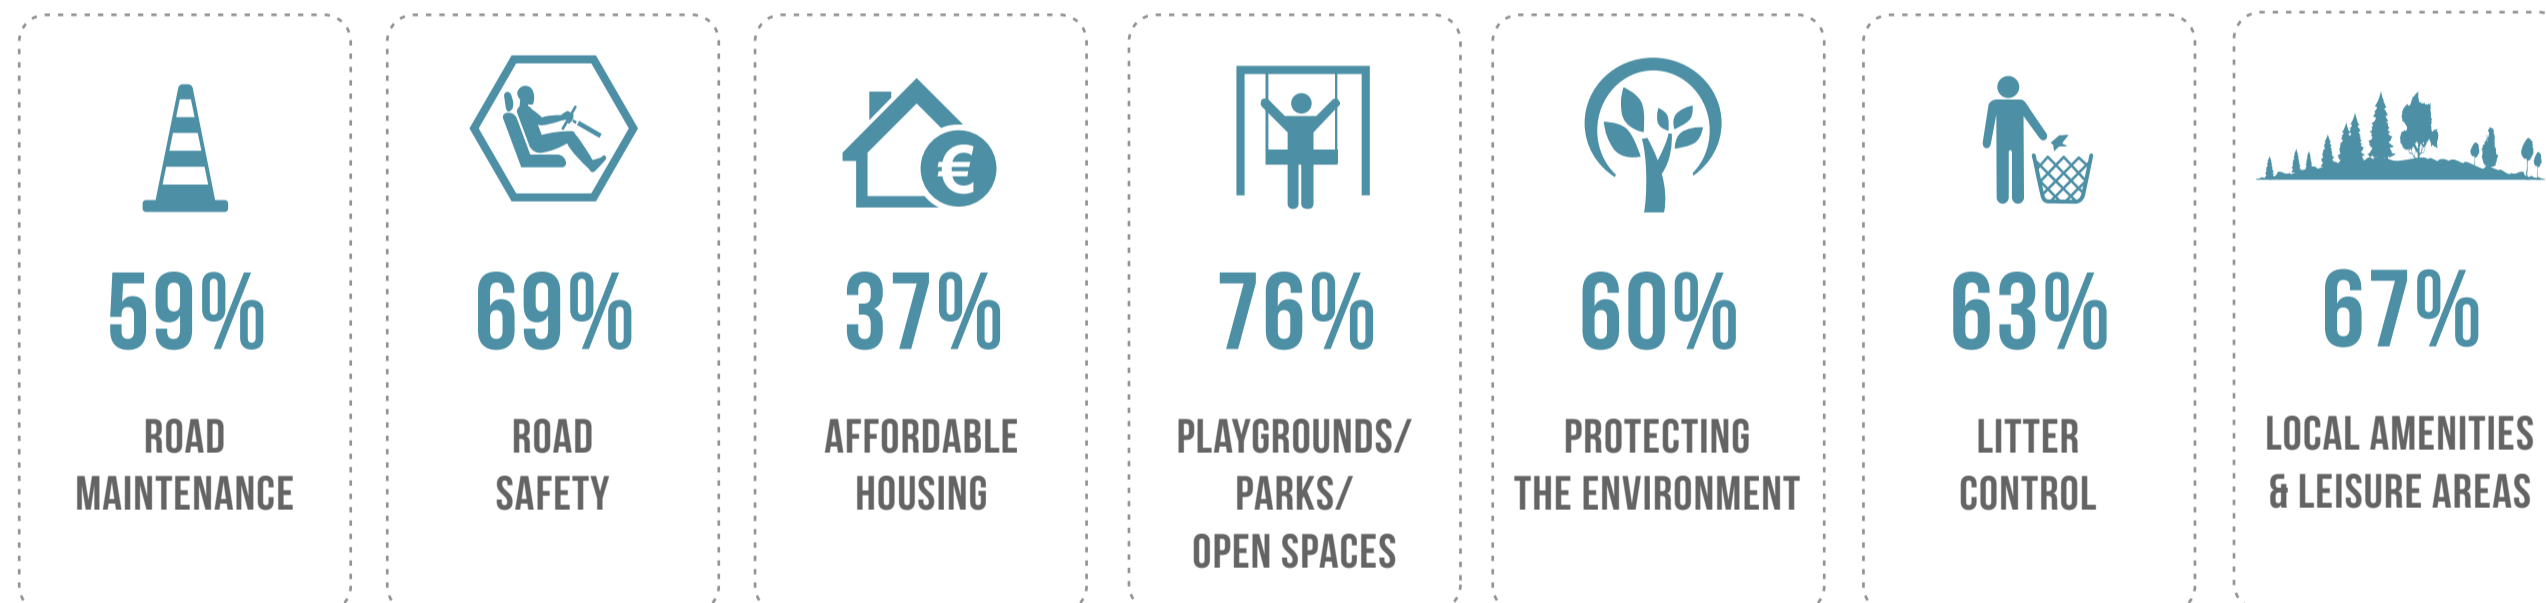 59%
ROAD
MAINTENANCE
69%
ROAD
SAFETY
€
37%
AFFORDABLE
HOUSING
76%
PLAYGROUNDS/
PARKS/
OPEN SPACES
60%
PROTECTING
THE ENVIRONMENT
63%
LITTER
CONTROL
67%
LOCAL AMENITIES
& LEISURE AREAS